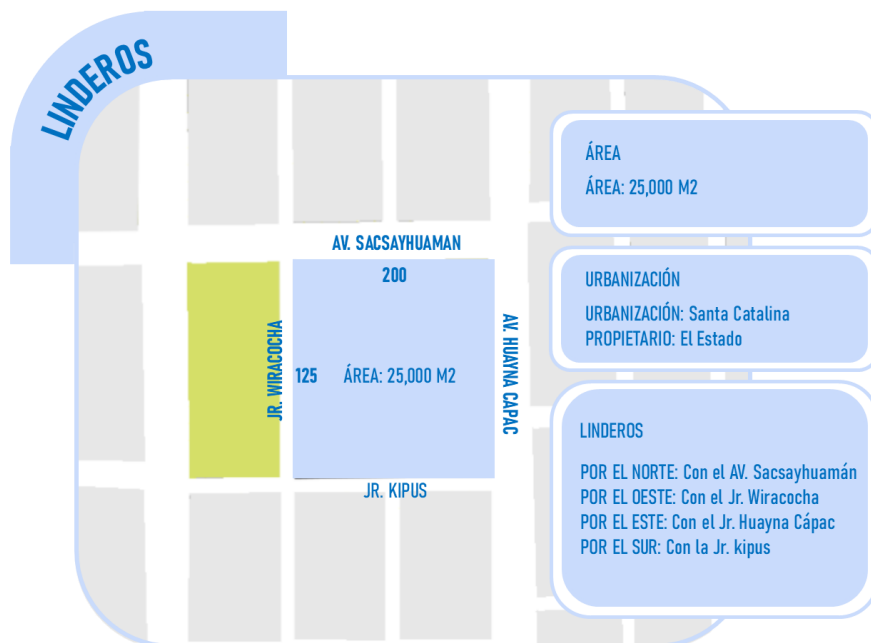 LINDEROS
AV. SACSAYHUAMAN
200
JR. WIRACOCHA
125
ÁREA: 25,000 M2
AV. HUAYNA CAPAC
JR. KIPUS
ÁREA
ÁREA: 25,000 M2
URBANIZACIÓN
URBANIZACIÓN: Santa Catalina
PROPIETARIO: El Estado
LINDEROS
POR EL NORTE: Con el AV. Sacsayhuamán
POR EL OESTE: Con el Jr. Wiracocha
POR EL ESTE: Con el Jr. Huayna Cápac
POR EL SUR: Con la Jr. kipus